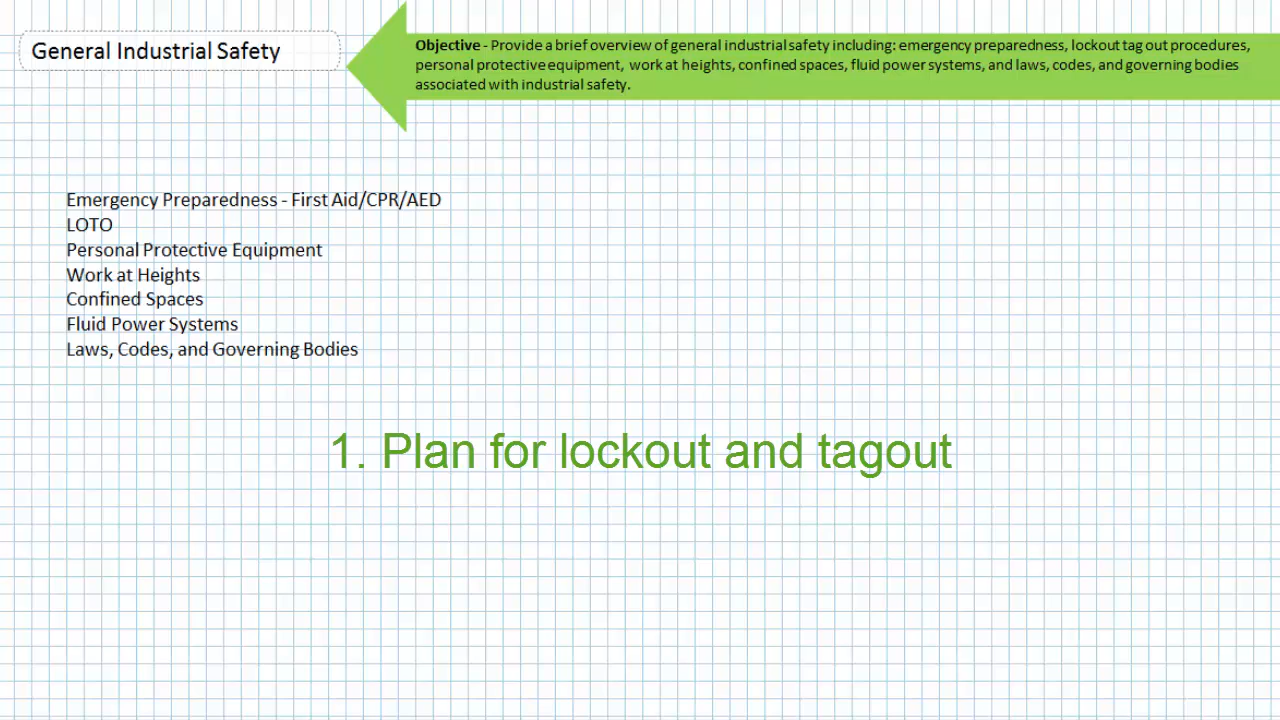 General Industrial Safety
Objective - Provide a brief overview of general industrial safety including: emergency preparedness, lockout tag out procedures,
personal protective equipment, work at heights, confined spaces, fluid power systems, and laws, codes, and governing bodies
associated with industrial safety.
Emergency Preparedness - First Aid/CPR/AED
LOTO
Personal Protective Equipment
Work at Heights
Confined Spaces
Fluid Power Systems
Laws, Codes, and Governing Bodies
1. Plan for lockout and tagout